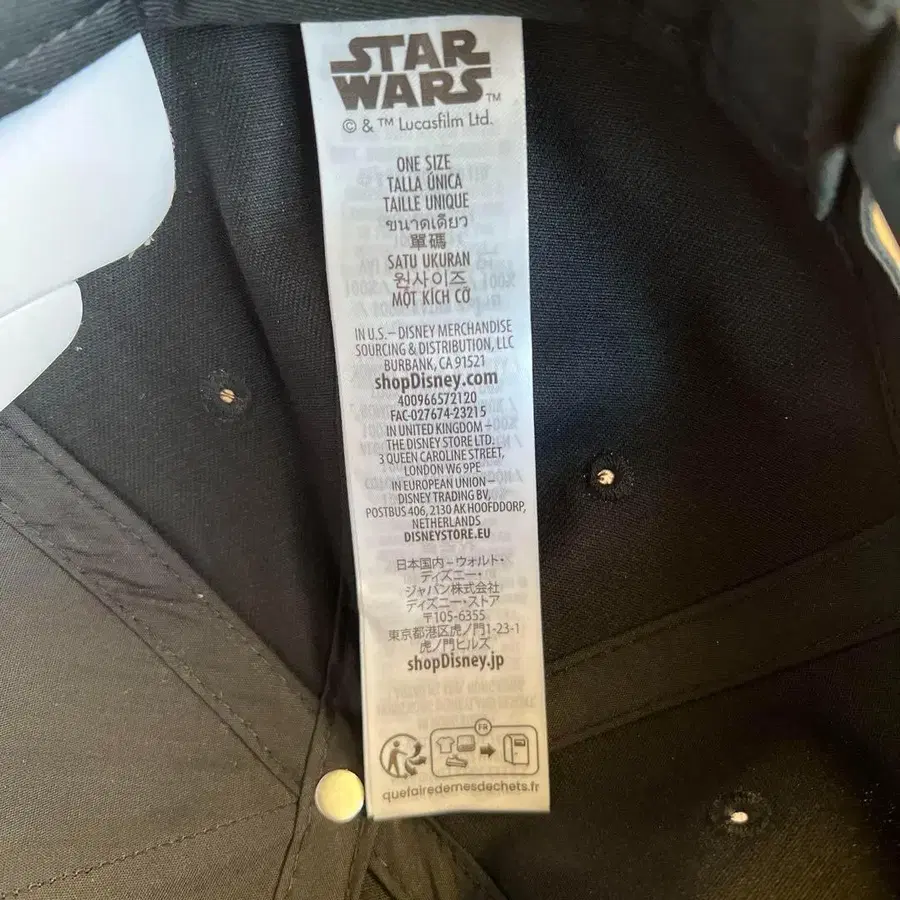 STAR
WARS™
© & ™ Lucasfilm Ltd.
ONE SIZE
TALLA ÚNICA
TAILLE UNIQUE
ขนาดเดียว
單碼
SATU UKURAN
원사이즈
MỘT KÍCH CỠ
IN U.S. – DISNEY MERCHANDISE
SOURCING & DISTRIBUTION, LLC
BURBANK, CA 91521
shopDisney.com
400966572120
FAC-027674-23215
IN UNITED KINGDOM –
THE DISNEY STORE LTD.
3 QUEEN CAROLINE STREET,
LONDON W6 9PE
IN EUROPEAN UNION –
DISNEY TRADING BV,
POSTBUS 406, 2130 AK HOOFDDORP,
NETHERLANDS
DISNEYSTORE.EU
日本国内 – ウォルト・
ディズニー・
ジャパン株式会社
ディズニー・ストア
〒105-6355
東京都港区虎ノ門1-23-1
虎ノ門ヒルズ
shopDisney.jp
FR
quefairedemesdechets.fr